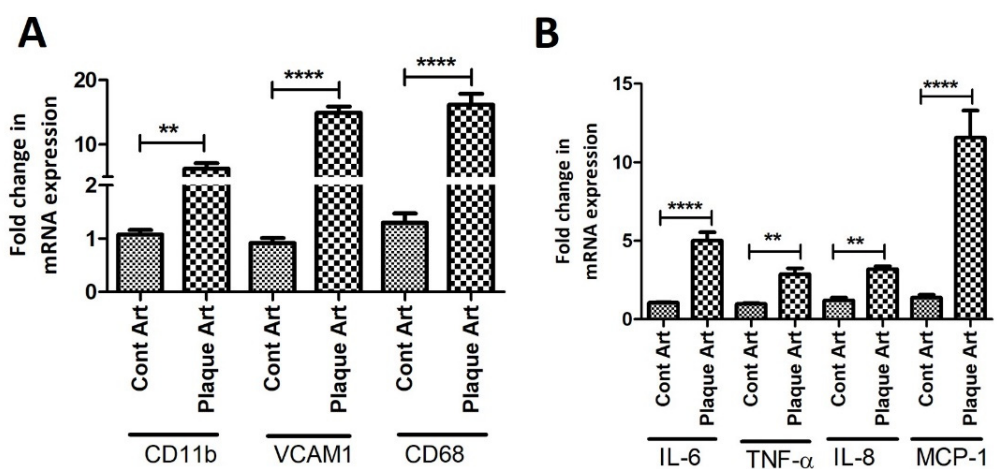 A
Fold change in
mRNA expression
20
10
2
1
0
**
****
****
Cont Art
Plaque Art
Cont Art
Plaque Art
Cont Art
Plaque Art
CD11b
VCAM1
CD68
B
Fold change in
mRNA expression
15
10
5
0
****
**
**
****
Cont Art
Plaque Art
Cont Art
Plaque Art
Cont Art
Plaque Art
Cont Art
Plaque Art
IL-6
TNF-α
IL-8
MCP-1